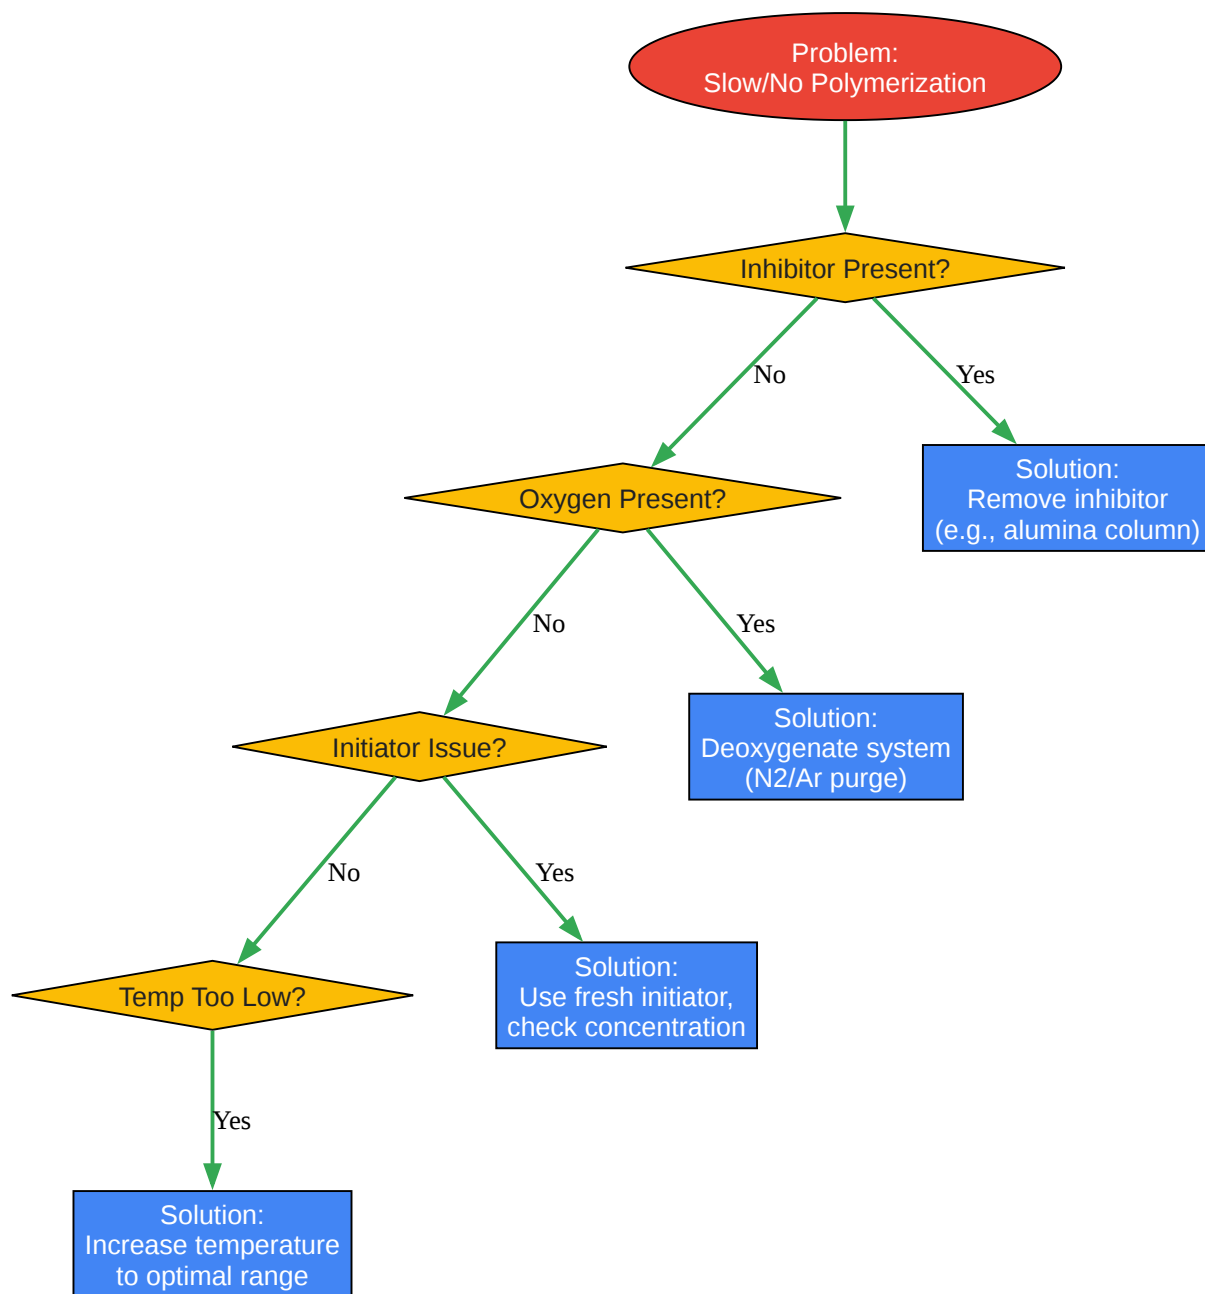 Problem:
Slow/No Polymerization
Inhibitor Present?
No
Yes
Solution:
Remove inhibitor
(e.g., alumina column)
Oxygen Present?
No
Yes
Solution:
Deoxygenate system
(N2/Ar purge)
Initiator Issue?
No
Yes
Solution:
Use fresh initiator,
check concentration
Temp Too Low?
Yes
Solution:
Increase temperature
to optimal range